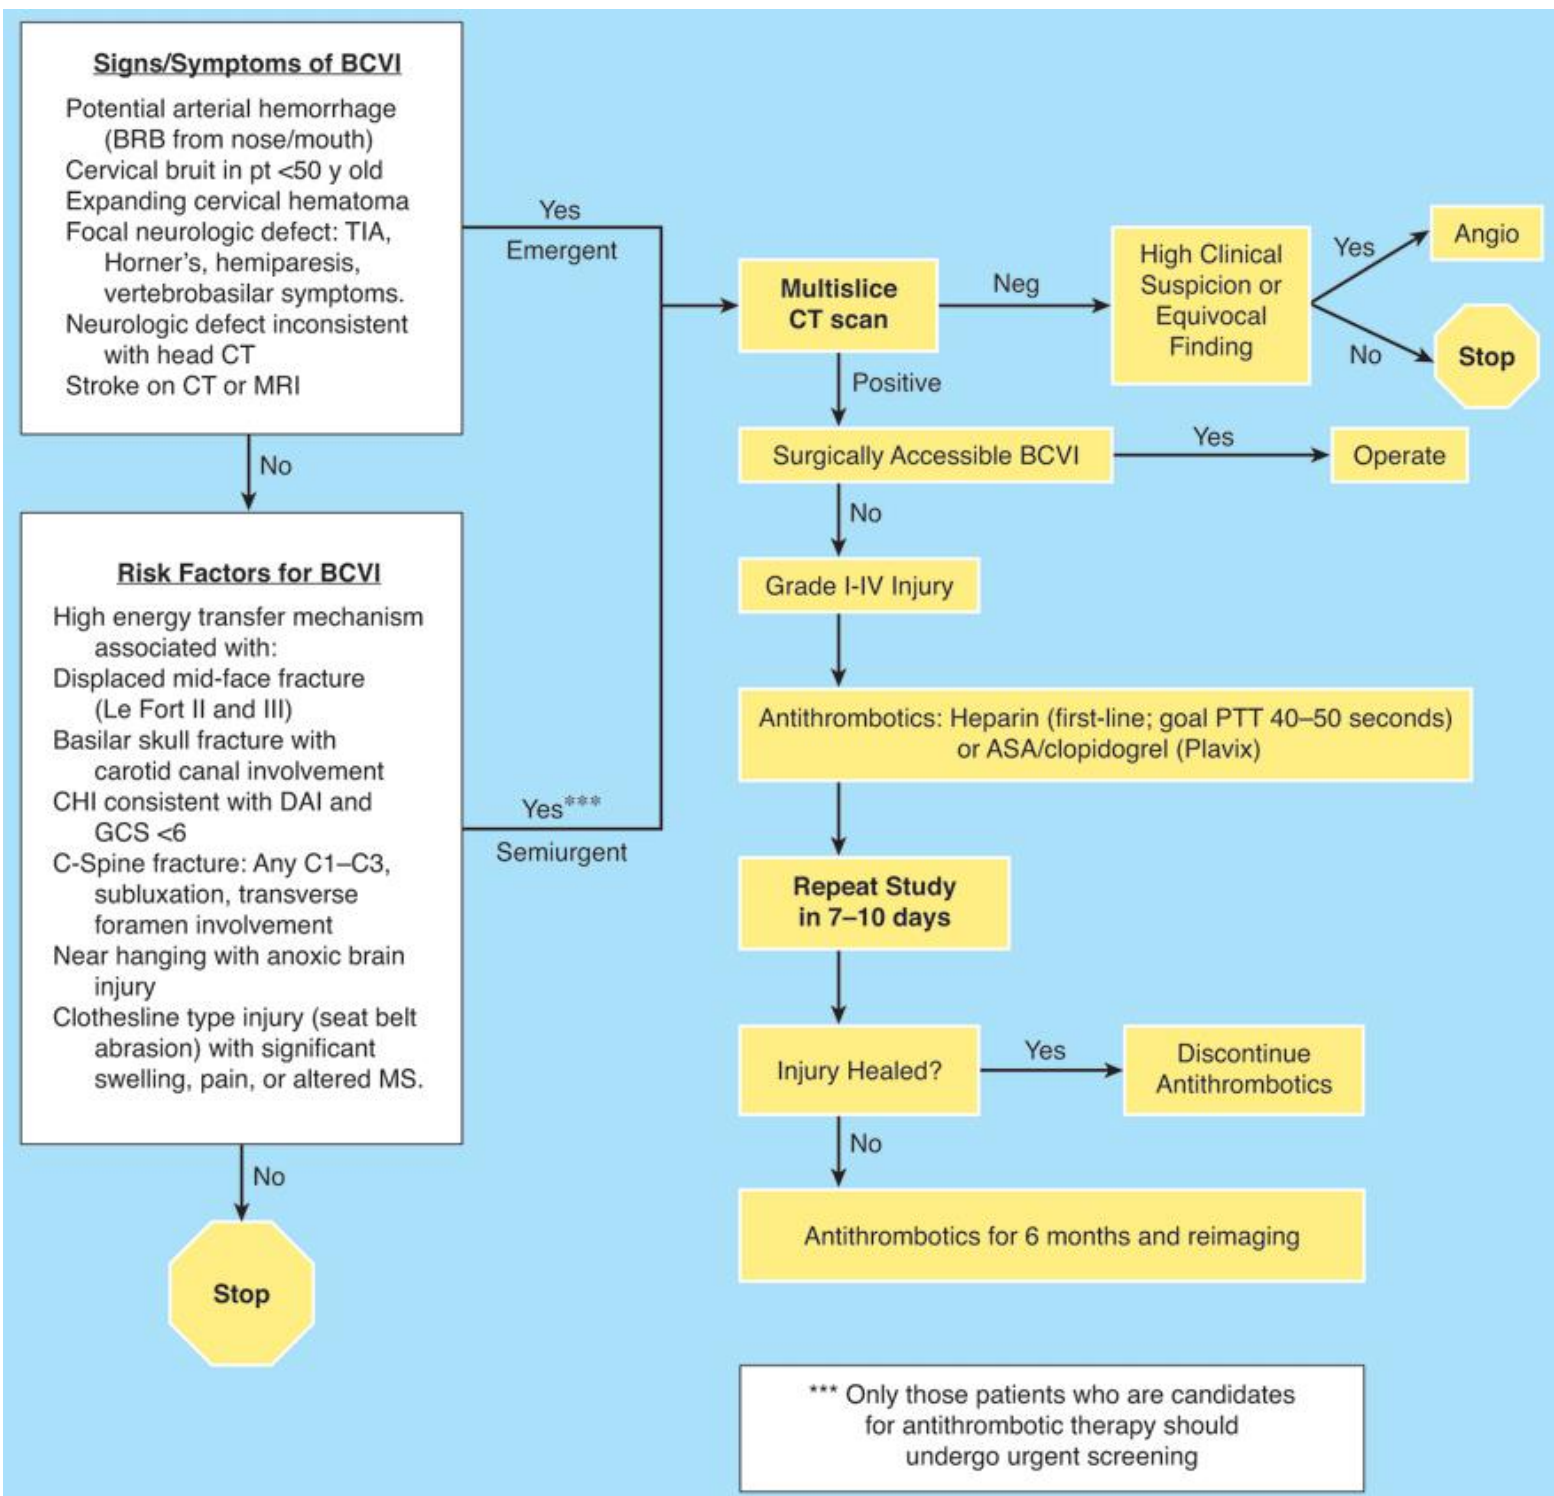 Signs/Symptoms of BCVI
Potential arterial hemorrhage
(BRB from nose/mouth)
Cervical bruit in pt <50 y old
Expanding cervical hematoma
Focal neurologic defect: TIA,
Horner's, hemiparesis,
vertebrobasilar symptoms.
Neurologic defect inconsistent
with head CT
Stroke on CT or MRI
No
Risk Factors for BCVI
High energy transfer mechanism
associated with:
Displaced mid-face fracture
(Le Fort II and III)
Basilar skull fracture with
carotid canal involvement
CHI consistent with DAI and
GCS <6
C-Spine fracture: Any C1–C3,
subluxation, transverse
foramen involvement
Near hanging with anoxic brain
injury
Clothesline type injury (seat belt
abrasion) with significant
swelling, pain, or altered MS.
No
Stop
Yes
Emergent
Yes***
Semiurgent
Multislice
CT scan
Neg
High Clinical
Suspicion or
Equivocal
Finding
Yes
Angio
No
Stop
Positive
Surgically Accessible BCVI
Yes
Operate
No
Grade I-IV Injury
Antithrombotics: Heparin (first-line; goal PTT 40–50 seconds)
or ASA/clopidogrel (Plavix)
Repeat Study
in 7–10 days
Injury Healed?
Yes
Discontinue
Antithrombotics
No
Antithrombotics for 6 months and reimaging
*** Only those patients who are candidates
for antithrombotic therapy should
undergo urgent screening